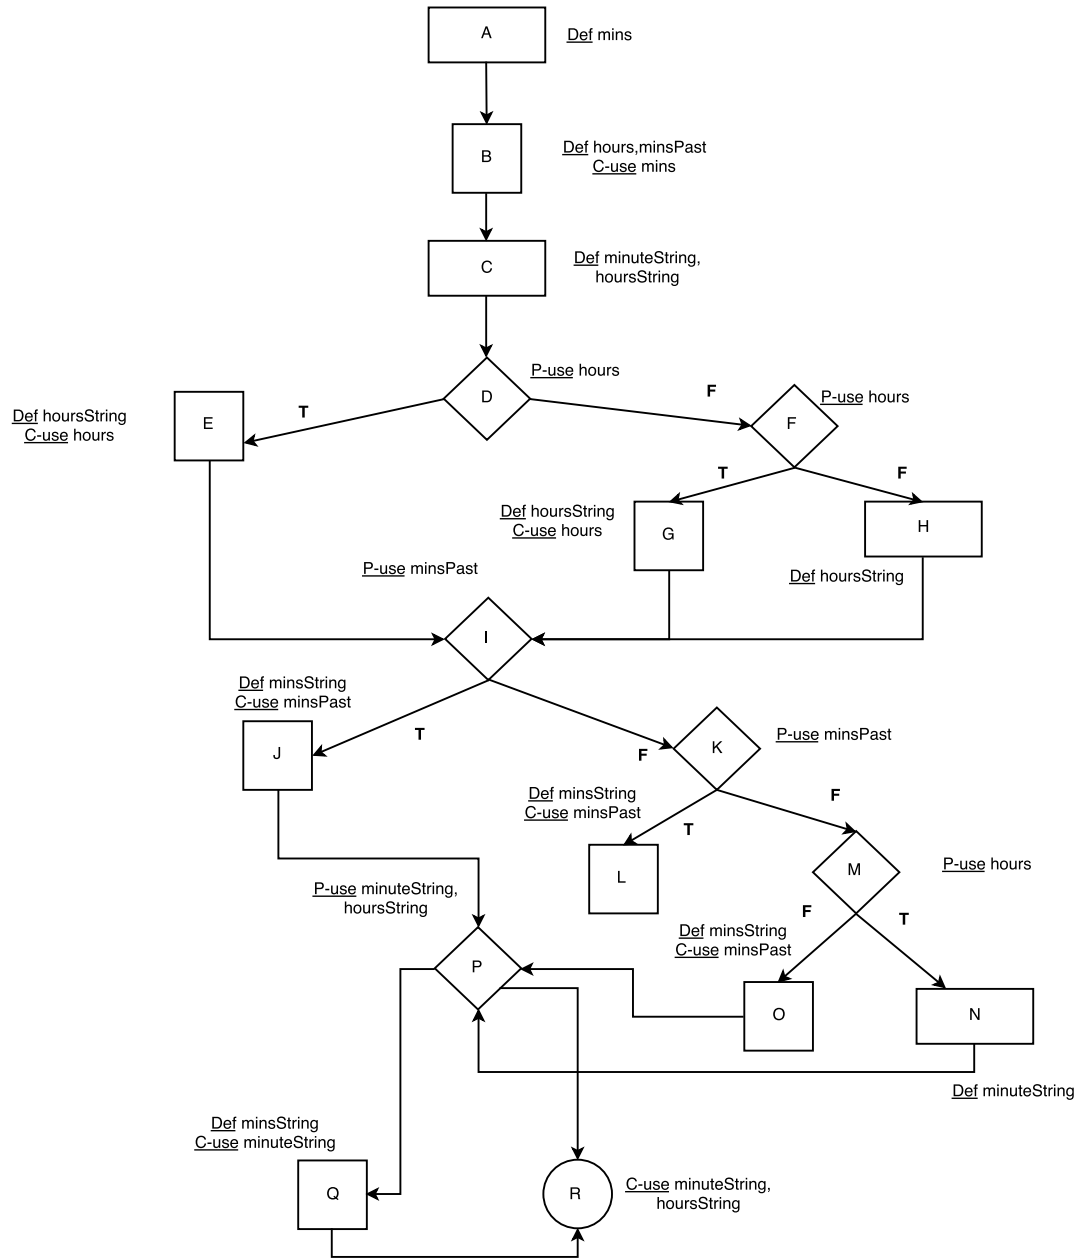 A
Def mins
B
Def hours,minsPast
C-use mins
C
Def minuteString,
hoursString
D
P-use hours
T
F
E
Def hoursString
C-use hours
F
P-use hours
T
F
G
Def hoursString
C-use hours
H
Def hoursString
P-use minsPast
I
T
F
Def minsString
C-use minsPast
J
K
P-use minsPast
T
F
Def minsString
C-use minsPast
L
M
P-use hours
F
T
Def minsString
C-use minsPast
O
N
Def minuteString
P-use minuteString,
hoursString
P
Def minsString
C-use minuteString
Q
R
C-use minuteString,
hoursString